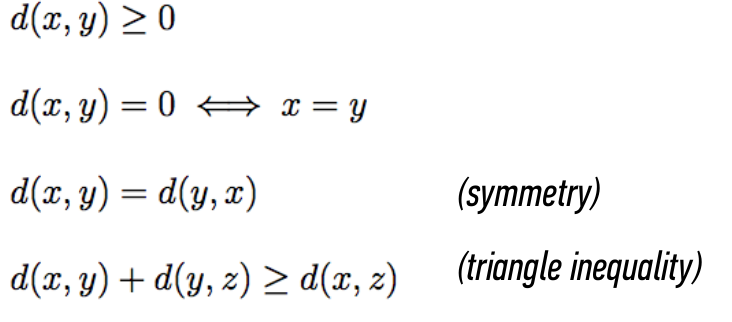 d(x, y) ≥ 0
d(x, y) = 0 ⟺ x = y
d(x, y) = d(y, x) (symmetry)
d(x, y) + d(y, z) ≥ d(x, z) (triangle inequality)